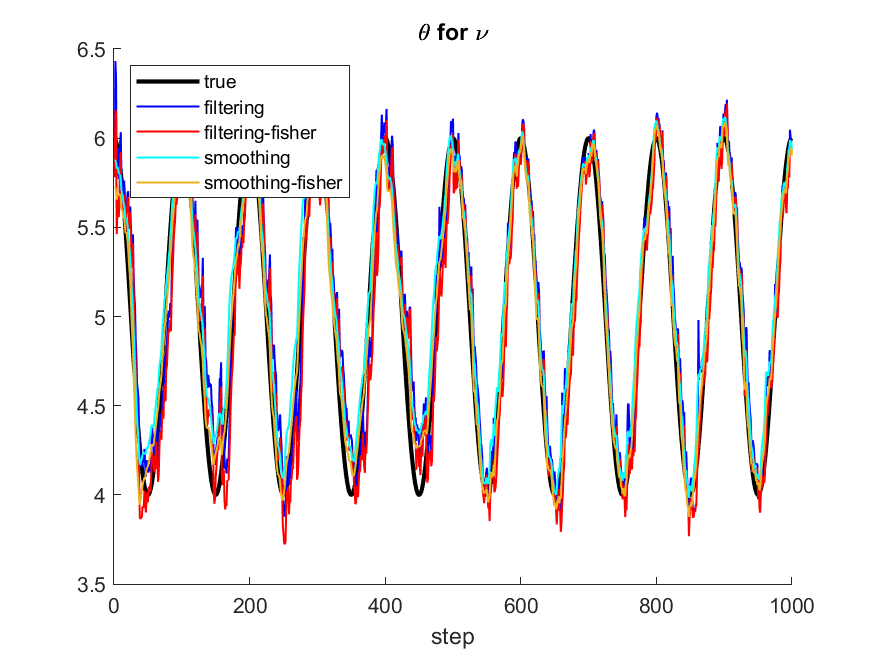 θ for ν
6.5
6
5.5
5
4.5
4
3.5
true
filtering
filtering-fisher
smoothing
smoothing-fisher
0 200 400 600 800 1000
step